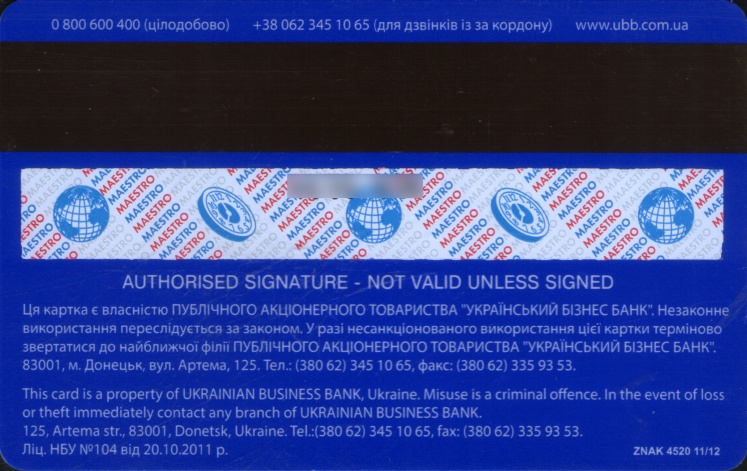 0 800 600 400 (цілодобово) +38 062 345 10 65 (для дзвінків із за кордону) www.ubb.com.ua
MAESTRO MAESTRO MAESTRO MAESTRO MAESTRO
AUTHORISED SIGNATURE - NOT VALID UNLESS SIGNED
Ця картка є власністю ПУБЛІЧНОГО АКЦІОНЕРНОГО ТОВАРИСТВА "УКРАЇНСЬКИЙ БІЗНЕС БАНК". Незаконне
використання переслідується за законом. У разі несанкціонованого використання цієї картки терміново
звертатися до найближчої філії ПУБЛІЧНОГО АКЦІОНЕРНОГО ТОВАРИСТВА "УКРАЇНСЬКИЙ БІЗНЕС БАНК".
83001, м. Донецьк, вул. Артема, 125. Тел.: (380 62) 345 10 65, факс: (380 62) 335 93 53.
This card is a property of UKRAINIAN BUSINESS BANK, Ukraine. Misuse is a criminal offence. In the event of loss
or theft immediately contact any branch of UKRAINIAN BUSINESS BANK.
125, Artema str., 83001, Donetsk, Ukraine. Tel.:(380 62) 345 10 65, fax: (380 62) 335 93 53.
Ліц. НБУ №104 від 20.10.2011 р. ZNAK 4520 11/12